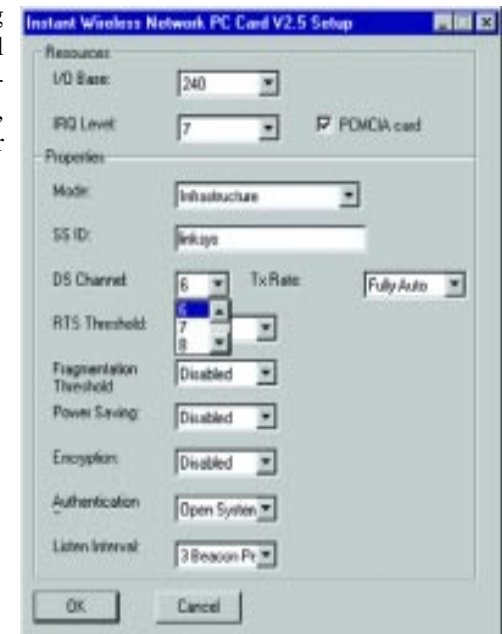 g
l
-
,
r
Instant Wireless Network PC Card V2.5 Setup
Resources
I/O Base: 240
IRQ Level: 7 PCMCIA card
Properties
Mode: Infrastructure
SS ID: linksys
DS Channel: 6 Tx Rate: Fully Auto
6
RTS Threshold: 7
8
Fragmentation Threshold Disabled
Power Saving: Disabled
Encryption: Disabled
Authentication Open System
Listen Interval: 3 Beacon Pe
OK Cancel